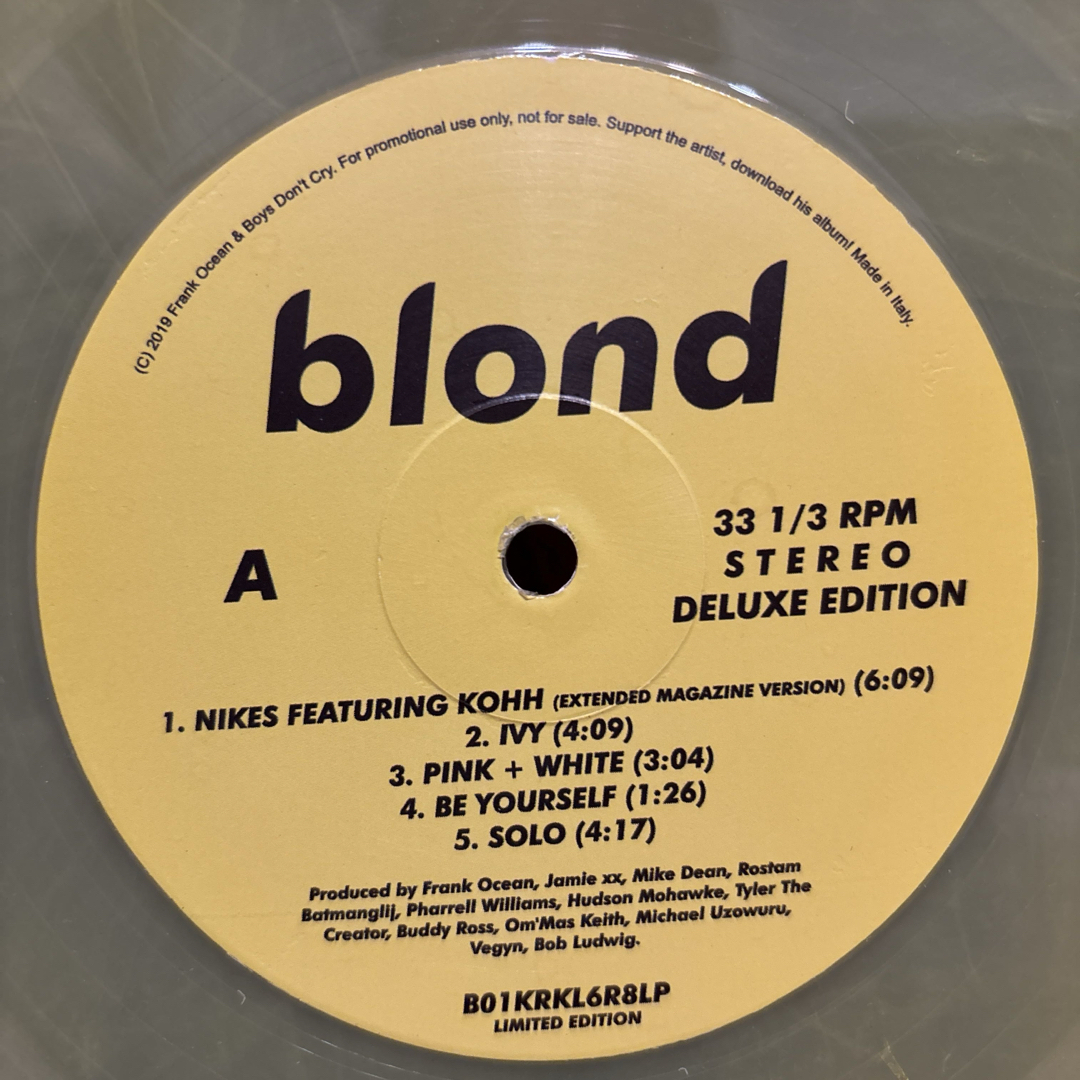 (C) 2019 Frank Ocean & Boys Don't Cry. For promotional use only, not for sale. Support the artist, download his album! Made in Italy.
blond
A
33 1/3 RPM
STEREO
DELUXE EDITION
1. NIKES FEATURING KOHH (EXTENDED MAGAZINE VERSION) (6:09)
2. IVY (4:09)
3. PINK + WHITE (3:04)
4. BE YOURSELF (1:26)
5. SOLO (4:17)
Produced by Frank Ocean, Jamie xx, Mike Dean, Rostam
Batmanglij, Pharrell Williams, Hudson Mohawke, Tyler The
Creator, Buddy Ross, Om'Mas Keith, Michael Uzowuru,
Vegyn, Bob Ludwig.
B01KRKL6R8LP
LIMITED EDITION